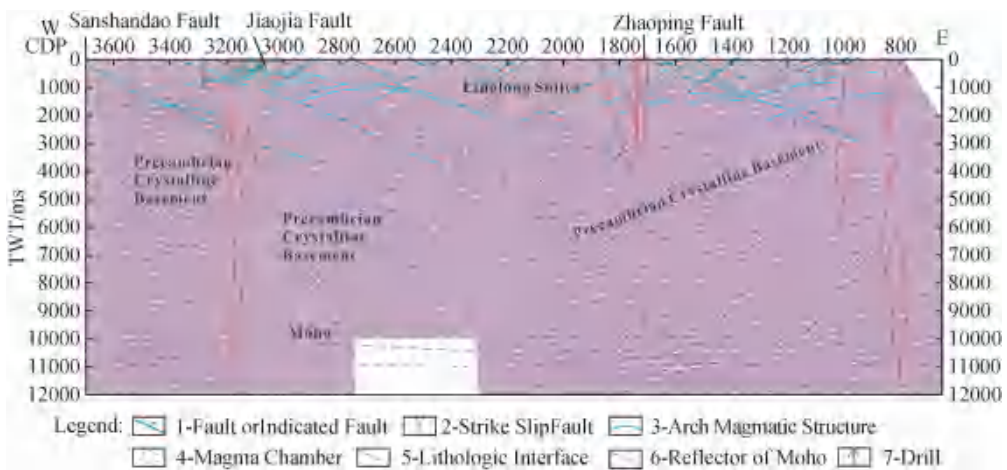 W Sanshandao Fault Jiaojia Fault Zhaoping Fault E
CDP 3600 3400 3200 3000 2800 2600 2400 2200 2000 1800 1600 1400 1200 1000 800
0 0
1000 1000
2000 2000
3000 3000
4000 4000
5000 5000
6000 6000
7000 7000
8000 8000
9000 9000
10000 10000
11000 11000
12000 12000
TWT/ms
Precambrian
Crystalline
Basement
Precambrian
Crystalline
Basement
Precambrian Crystalline Basement
Moho
Legend: 1-Fault orIndicated Fault 2-Strike SlipFault 3-Arch Magmatic Structure
4-Magma Chamber 5-Lithologic Interface 6-Reflector of Moho 7-Drill